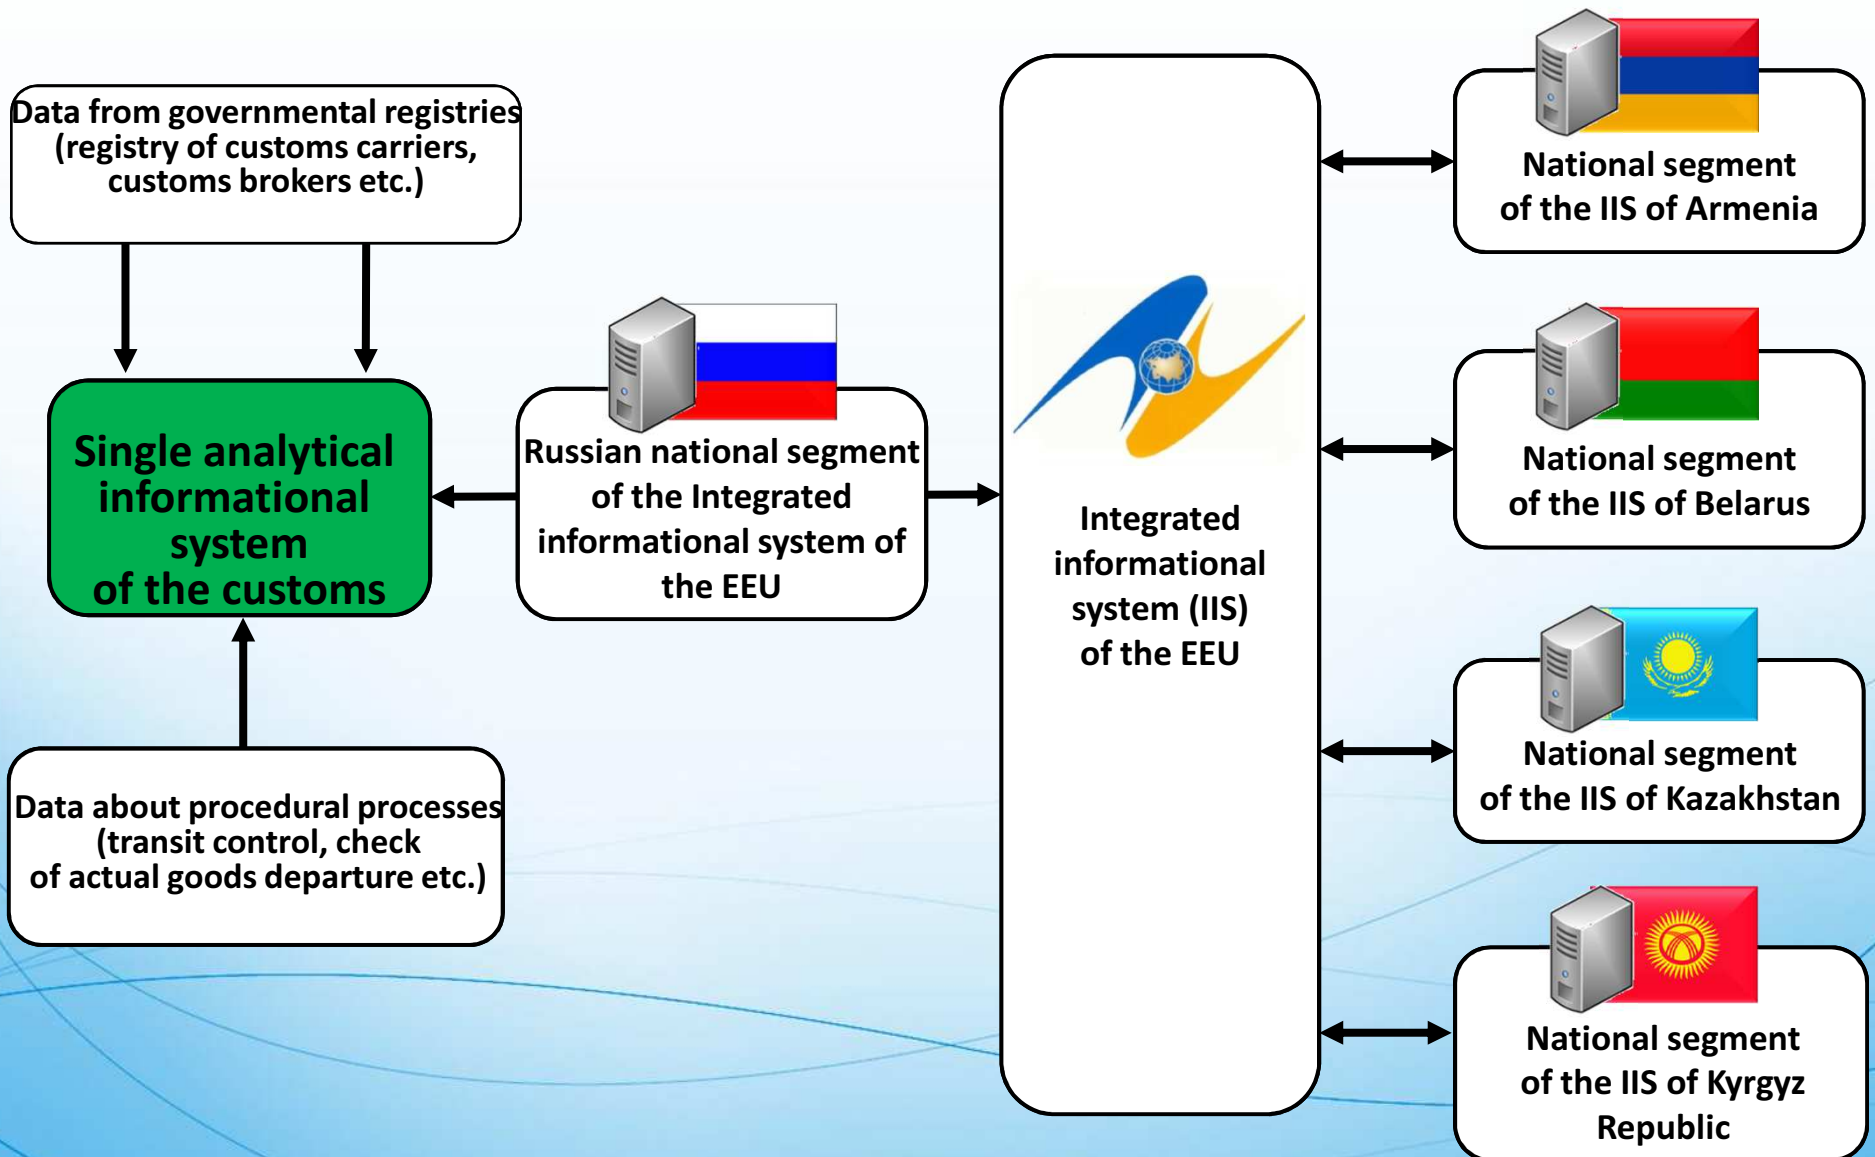 Data from governmental registries
(registry of customs carriers,
customs brokers etc.)
Single analytical
informational
system
of the customs
Data about procedural processes
(transit control, check
of actual goods departure etc.)
Russian national segment
of the Integrated
informational system of
the EEU
Integrated
informational
system (IIS)
of the EEU
National segment
of the IIS of Armenia
National segment
of the IIS of Belarus
National segment
of the IIS of Kazakhstan
National segment
of the IIS of Kyrgyz
Republic